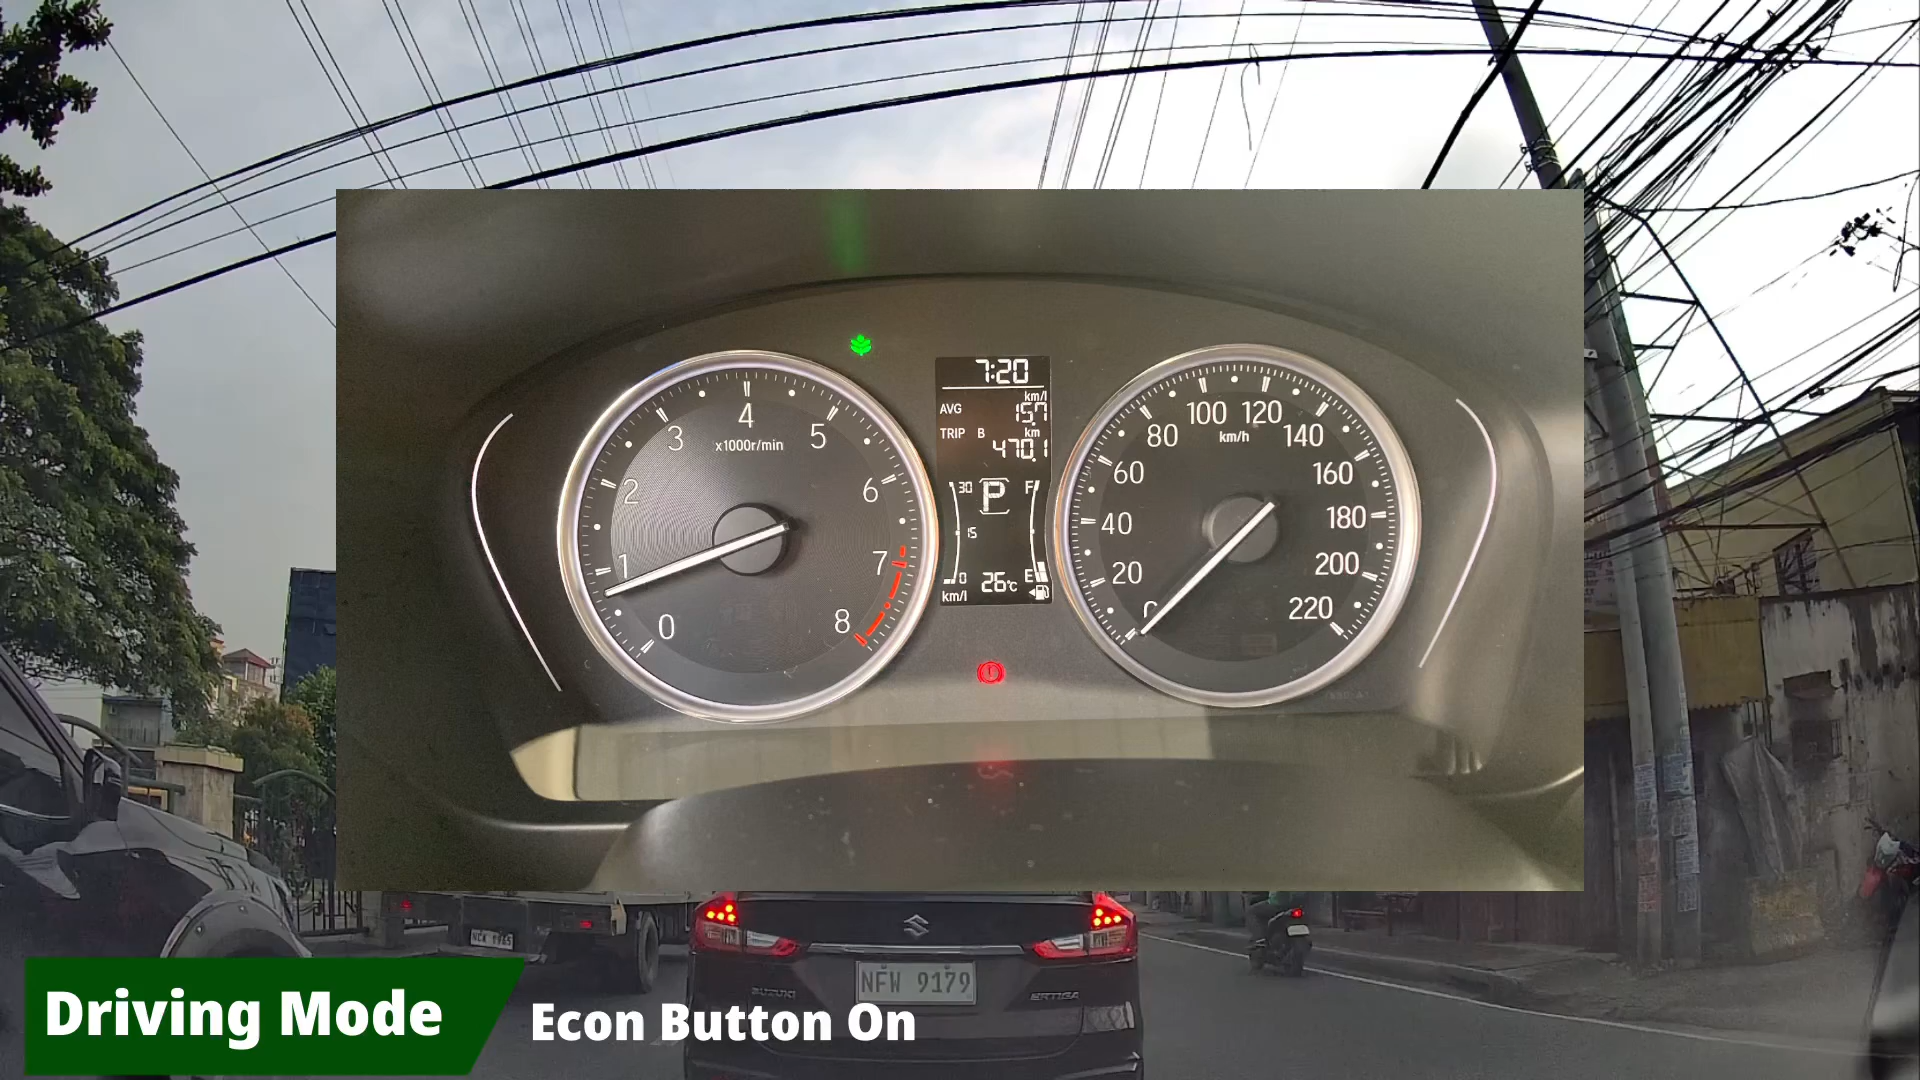 7:20
km/l
AVG 15.7
TRIP B km
470.1
4
3 5
x1000r/min
2 6
1 7
0 8
30 P F
15
0 E
26°C
km/l
100 120
80 km/h 140
60 160
40 180
20 200
220
SUZUKI NFW 9179 ERTIGA
Driving Mode
Econ Button On